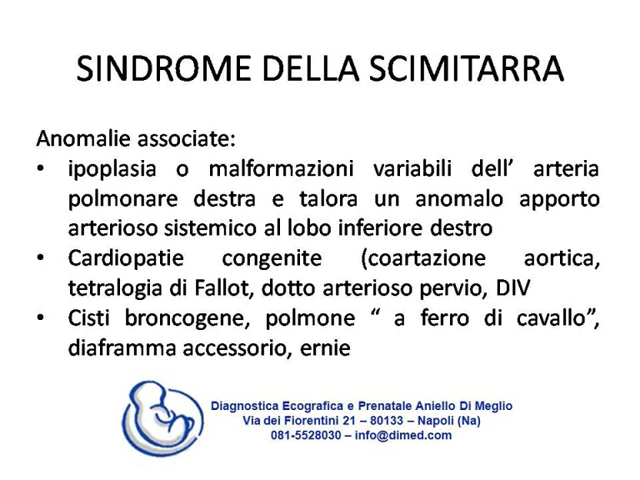 SINDROME DELLA SCIMITARRA
Anomalie associate:
• ipoplasia o malformazioni variabili dell’ arteria
polmonare destra e talora un anomalo apporto
arterioso sistemico al lobo inferiore destro
• Cardiopatie congenite (coartazione aortica,
tetralogia di Fallot, dotto arterioso pervio, DIV
• Cisti broncogene, polmone “ a ferro di cavallo”,
diaframma accessorio, ernie
Diagnostica Ecografica e Prenatale Aniello Di Meglio
Via dei Fiorentini 21 – 80133 – Napoli (Na)
081-5528030 – info@dimed.com